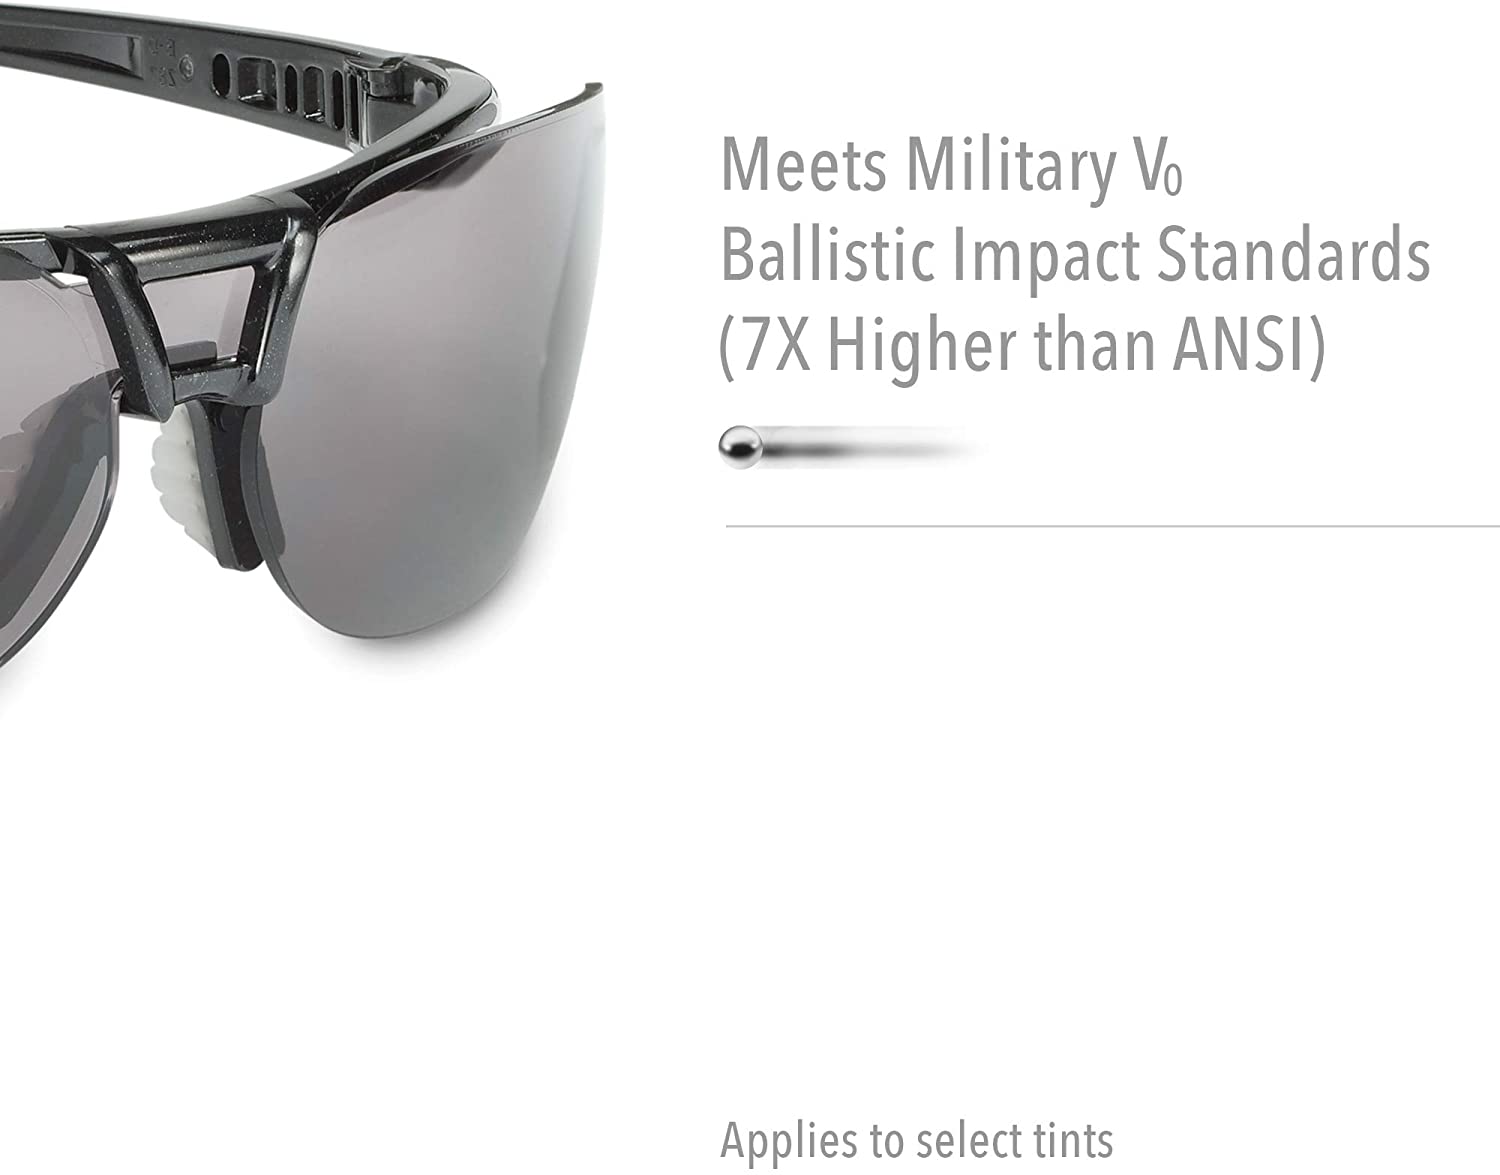 Meets Military V₀
Ballistic Impact Standards
(7X Higher than ANSI)
Applies to select tints